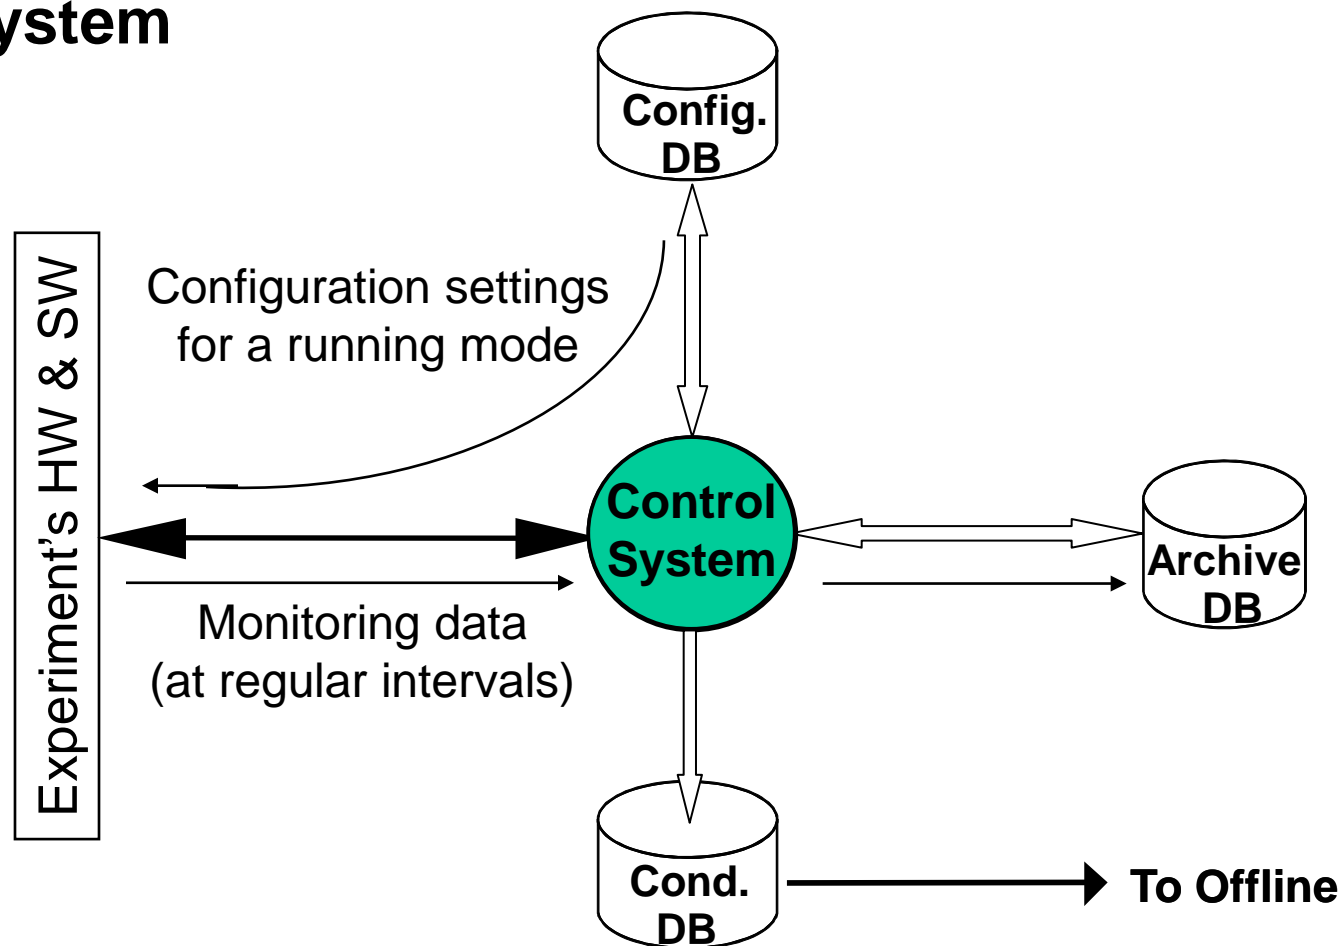 ystem
Config.
DB
Configuration settings
for a running mode
Experiment's HW & SW
Control
System
Archive
DB
Monitoring data
(at regular intervals)
Cond.
DB
To Offline